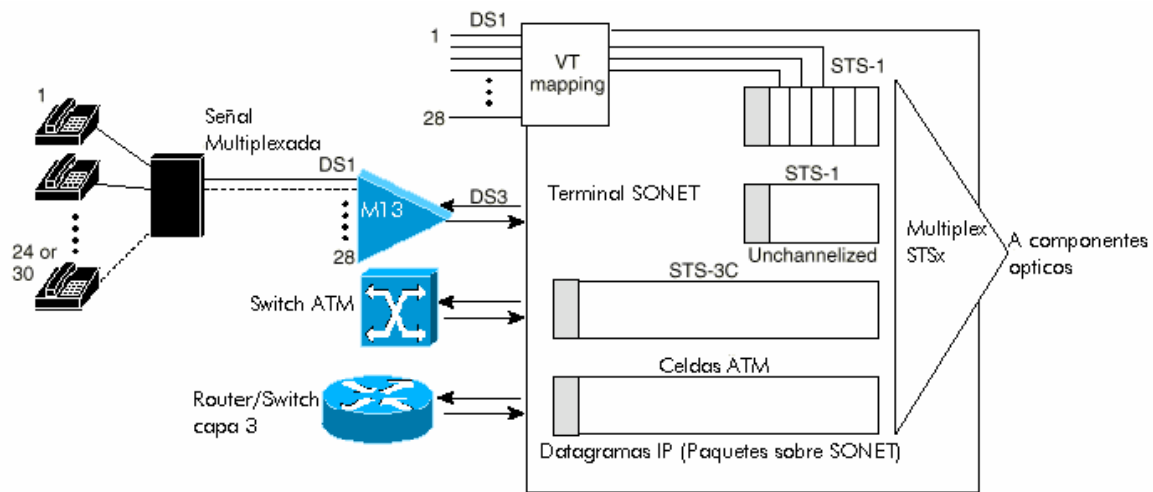 DS1
1
28
VT
mapping
STS-1
1
Señal
Multiplexada
24 or
30
DS1
M13
28
DS3
Terminal SONET
STS-1
Unchannelized
Multiplex
STSx
A componentes
opticos
Switch ATM
STS-3C
Celdas ATM
Router/Switch
capa 3
Datagramas IP (Paquetes sobre SONET)